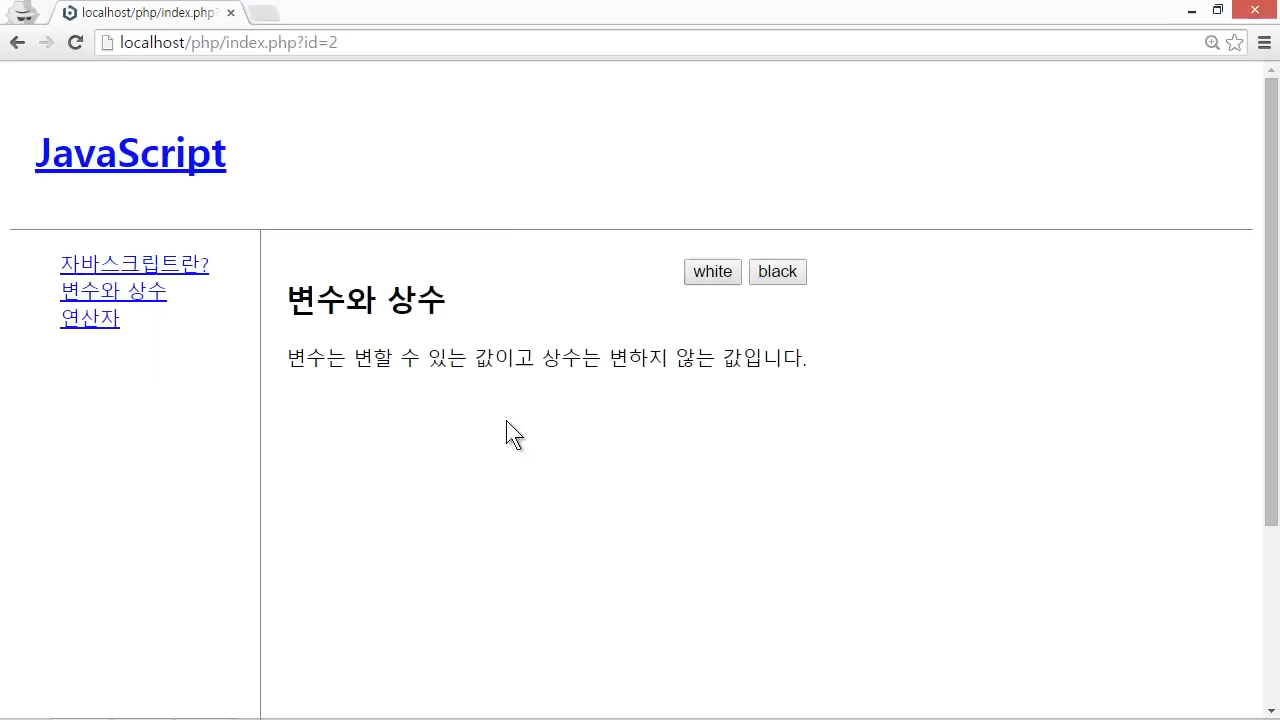 localhost/php/index.php?
localhost/php/index.php?id=2
JavaScript
자바스크립트란?
변수와 상수
연산자
white
black
변수와 상수
변수는 변할 수 있는 값이고 상수는 변하지 않는 값입니다.